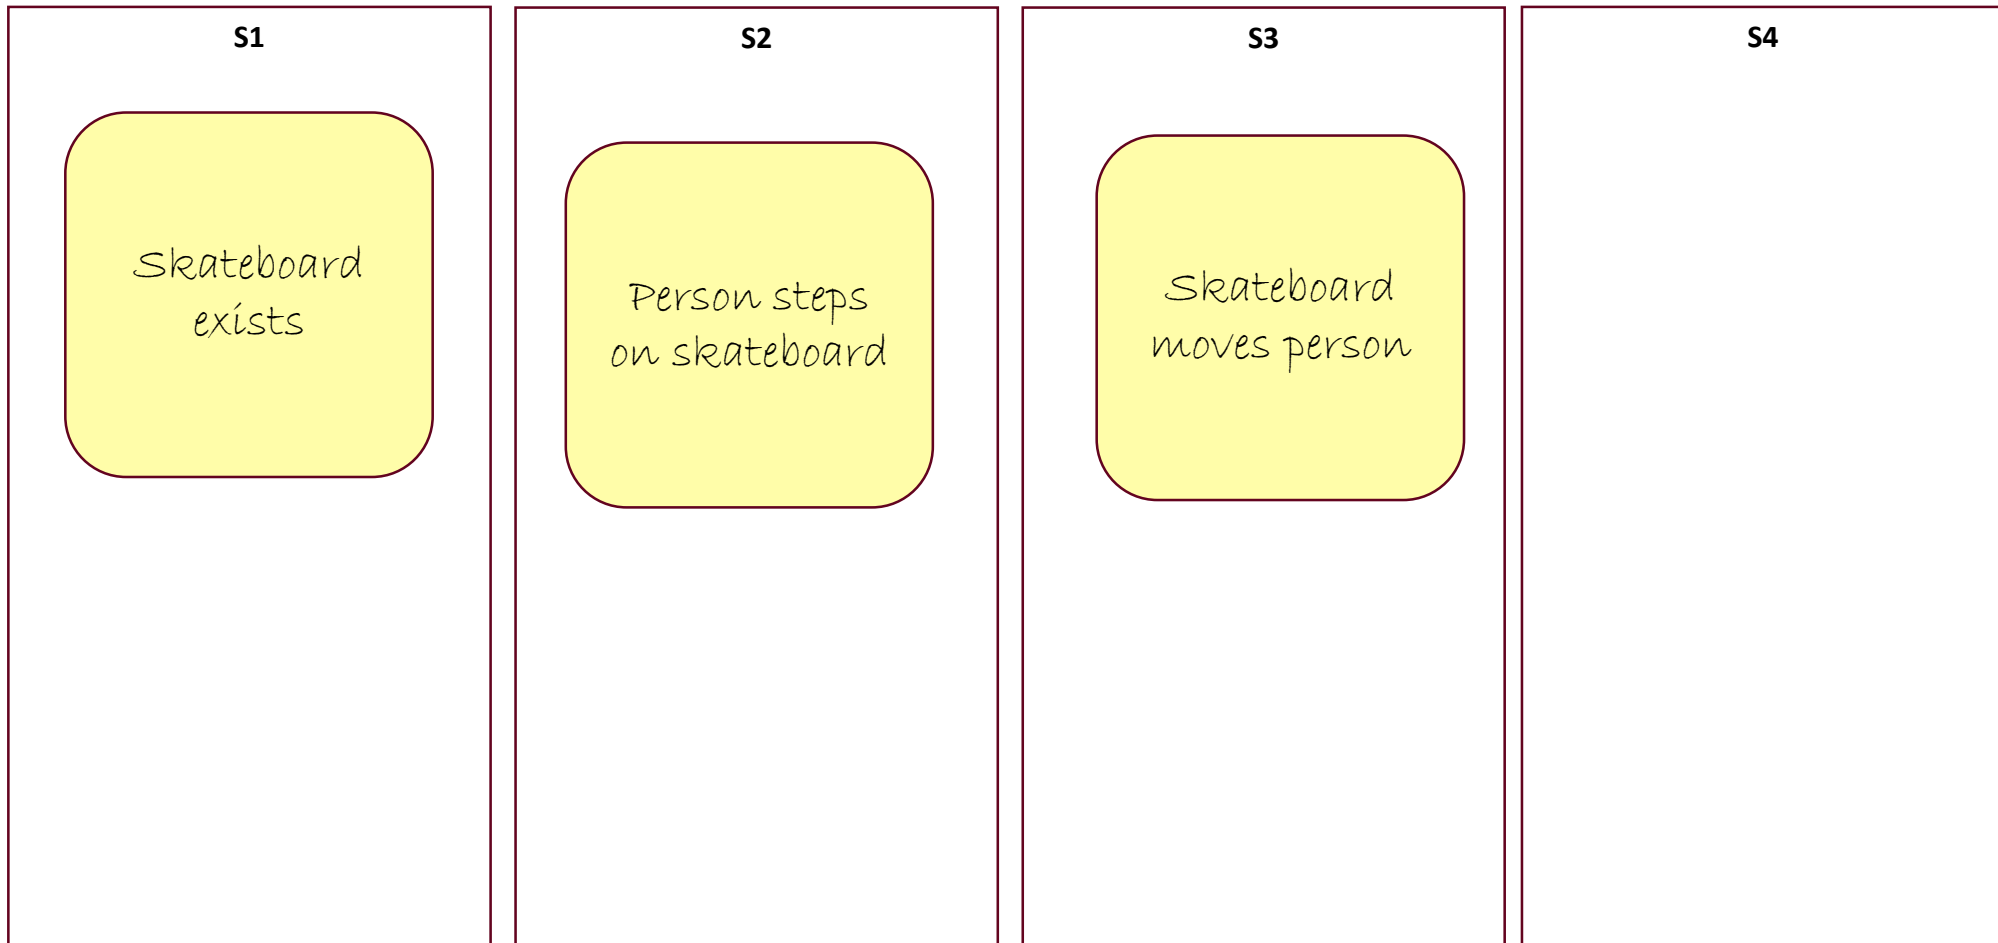 S1
Skateboard
exists
S2
Person steps
on skateboard
S3
Skateboard
moves person
S4